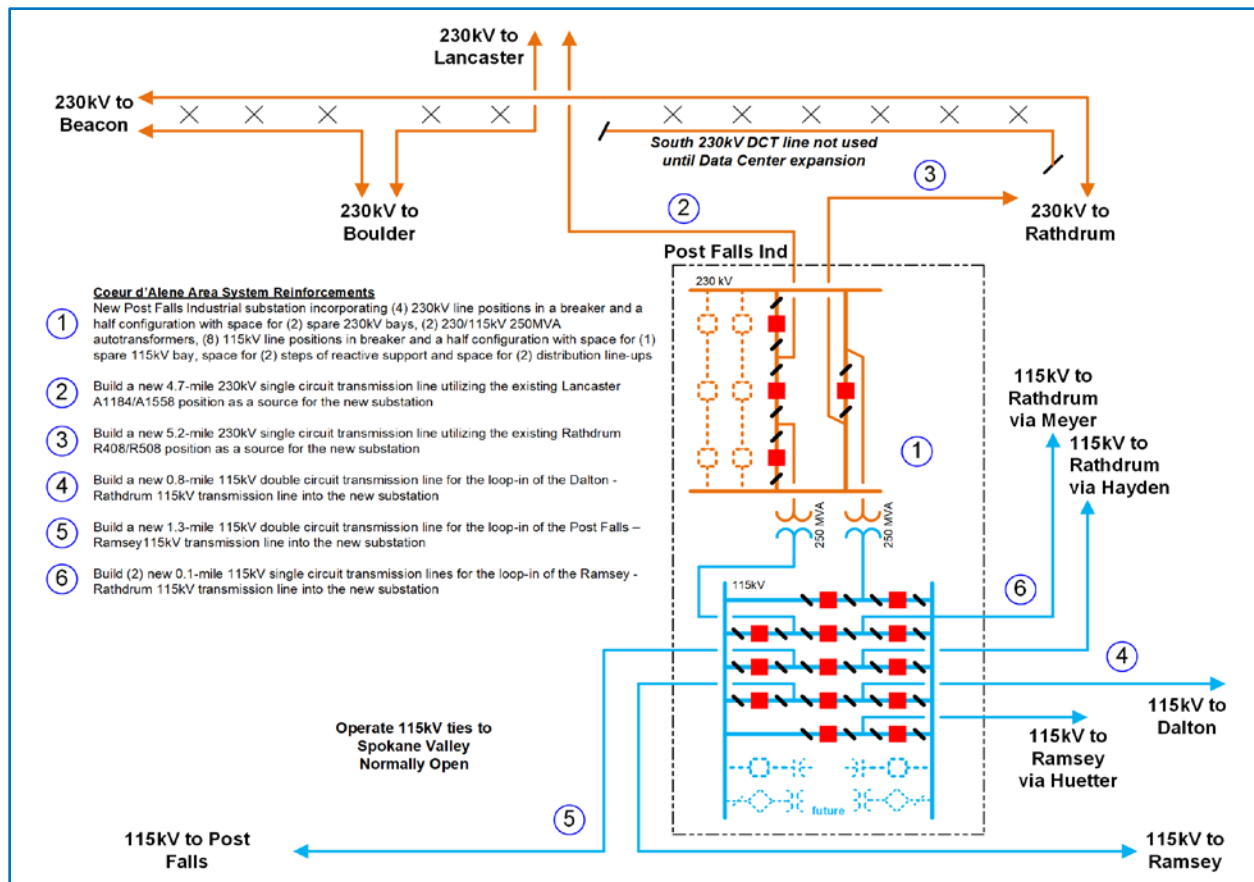 230kV to
Lancaster
230kV to
Beacon
South 230kV DCT line not used
until Data Center expansion
3
2
230kV to
Boulder
230kV to
Rathdrum
Post Falls Ind
230 kV
Coeur d'Alene Area System Reinforcements
1
New Post Falls Industrial substation incorporating (4) 230kV line positions in a breaker and a
half configuration with space for (2) spare 230kV bays, (2) 230/115kV 250MVA
autotransformers, (8) 115kV line positions in breaker and a half configuration with space for (1)
spare 115kV bay, space for (2) steps of reactive support and space for (2) distribution line-ups
2
Build a new 4.7-mile 230kV single circuit transmission line utilizing the existing Lancaster
A1184/A1558 position as a source for the new substation
3
Build a new 5.2-mile 230kV single circuit transmission line utilizing the existing Rathdrum
R408/R508 position as a source for the new substation
4
Build a new 0.8-mile 115kV double circuit transmission line for the loop-in of the Dalton -
Rathdrum 115kV transmission line into the new substation
5
Build a new 1.3-mile 115kV double circuit transmission line for the loop-in of the Post Falls –
Ramsey115kV transmission line into the new substation
6
Build (2) new 0.1-mile 115kV single circuit transmission lines for the loop-in of the Ramsey -
Rathdrum 115kV transmission line into the new substation
115kV to
Rathdrum
via Meyer
115kV to
Rathdrum
via Hayden
1
250 MVA
250 MVA
115kV
6
4
115kV to
Dalton
115kV to
Ramsey
via Huetter
Operate 115kV ties to
Spokane Valley
Normally Open
future
5
115kV to Post
Falls
115kV to
Ramsey